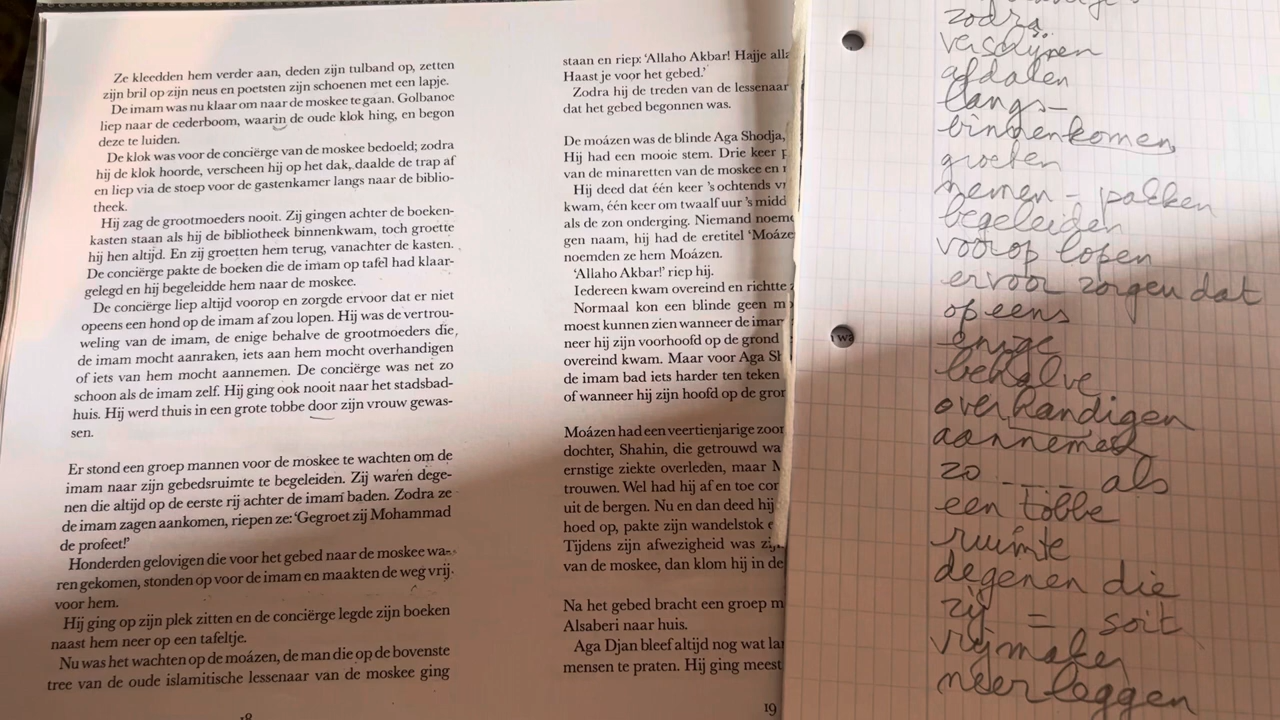 Ze kleedden hem verder aan, deden zijn tulband op, zetten
zijn bril op zijn neus en poetsten zijn schoenen met een lapje.
De imam was nu klaar om naar de moskee te gaan. Golbanoe
liep naar de cederboom, waarin de oude klok hing, en begon
deze te luiden.
De klok was voor de conciërge van de moskee bedoeld; zodra
hij de klok hoorde, verscheen hij op het dak, daalde de trap af
en liep via de stoep voor de gastenkamer langs naar de biblio-
theek.
Hij zag de grootmoeders nooit. Zij gingen achter de boeken-
kasten staan als hij de bibliotheek binnenkwam, toch groette
hij hen altijd. En zij groetten hem terug, vanachter de kasten.
De conciërge pakte de boeken die de imam op tafel had klaar-
gelegd en hij begeleidde hem naar de moskee.
De conciërge liep altijd voorop en zorgde ervoor dat er niet
opeens een hond op de imam af zou lopen. Hij was de vertrou-
weling van de imam, de enige behalve de grootmoeders die
de imam mocht aanraken, iets aan hem mocht overhandigen
of iets van hem mocht aannemen. De conciërge was net zo
schoon als de imam zelf. Hij ging ook nooit naar het stadsbad-
huis. Hij werd thuis in een grote tobbe door zijn vrouw gewas-
sen.
Er stond een groep mannen voor de moskee te wachten om de
imam naar zijn gebedsruimte te begeleiden. Zij waren dege-
nen die altijd op de eerste rij achter de imam baden. Zodra ze
de imam zagen aankomen, riepen ze: 'Gegroet zij Mohammad
de profeet!'
Honderden gelovigen die voor het gebed naar de moskee wa-
ren gekomen, stonden op voor de imam en maakten de weg vrij
voor hem.
Hij ging op zijn plek zitten en de conciërge legde zijn boeken
naast hem neer op een tafeltje.
Nu was het wachten op de moázen, de man die op de bovenste
tree van de oude islamitische lessenaar van de moskee ging
18
staan en riep: 'Allaho Akbar! Hajje alla
Haast je voor het gebed.'
Zodra hij de treden van de lessenaar
dat het gebed begonnen was.
De moázen was de blinde Aga Shodja,
Hij had een mooie stem. Drie keer p
van de minaretten van de moskee en r
Hij deed dat één keer 's ochtends vr
kwam, één keer om twaalf uur 's midd
als de zon onderging. Niemand noem
gen naam, hij had de eretitel 'Moáze
noemden ze hem Moázen.
'Allaho Akbar!' riep hij.
Iedereen kwam overeind en richtte
Normaal kon een blinde geen m
moest kunnen zien wanneer de imam
neer hij zijn voorhoofd op de grond
overeind kwam. Maar voor Aga Sh
de imam bad iets harder ten teken
of wanneer hij zijn hoofd op de gron
Moázen had een veertienjarige zoon
dochter, Shahin, die getrouwd wa
ernstige ziekte overleden, maar M
trouwen. Wel had hij af en toe con
uit de bergen. Nu en dan deed hij
hoed op, pakte zijn wandelstok e
Tijdens zijn afwezigheid was zij
van de moskee, dan klom hij in de
Na het gebed bracht een groep m
Alsaberi naar huis.
Aga Djan bleef altijd nog wat lan
mensen te praten. Hij ging meest
19
zodra
verschijnen
afdalen
langs-
binnenkomen
groeten
nemen - pakken
begeleiden
voorop lopen
ervoor zorgen dat
opeens
enige
behalve
overhandigen
aannemen
zo ---- als
een tobbe
ruimte
degenen die
zij = soit
vrijmaken
neerleggen